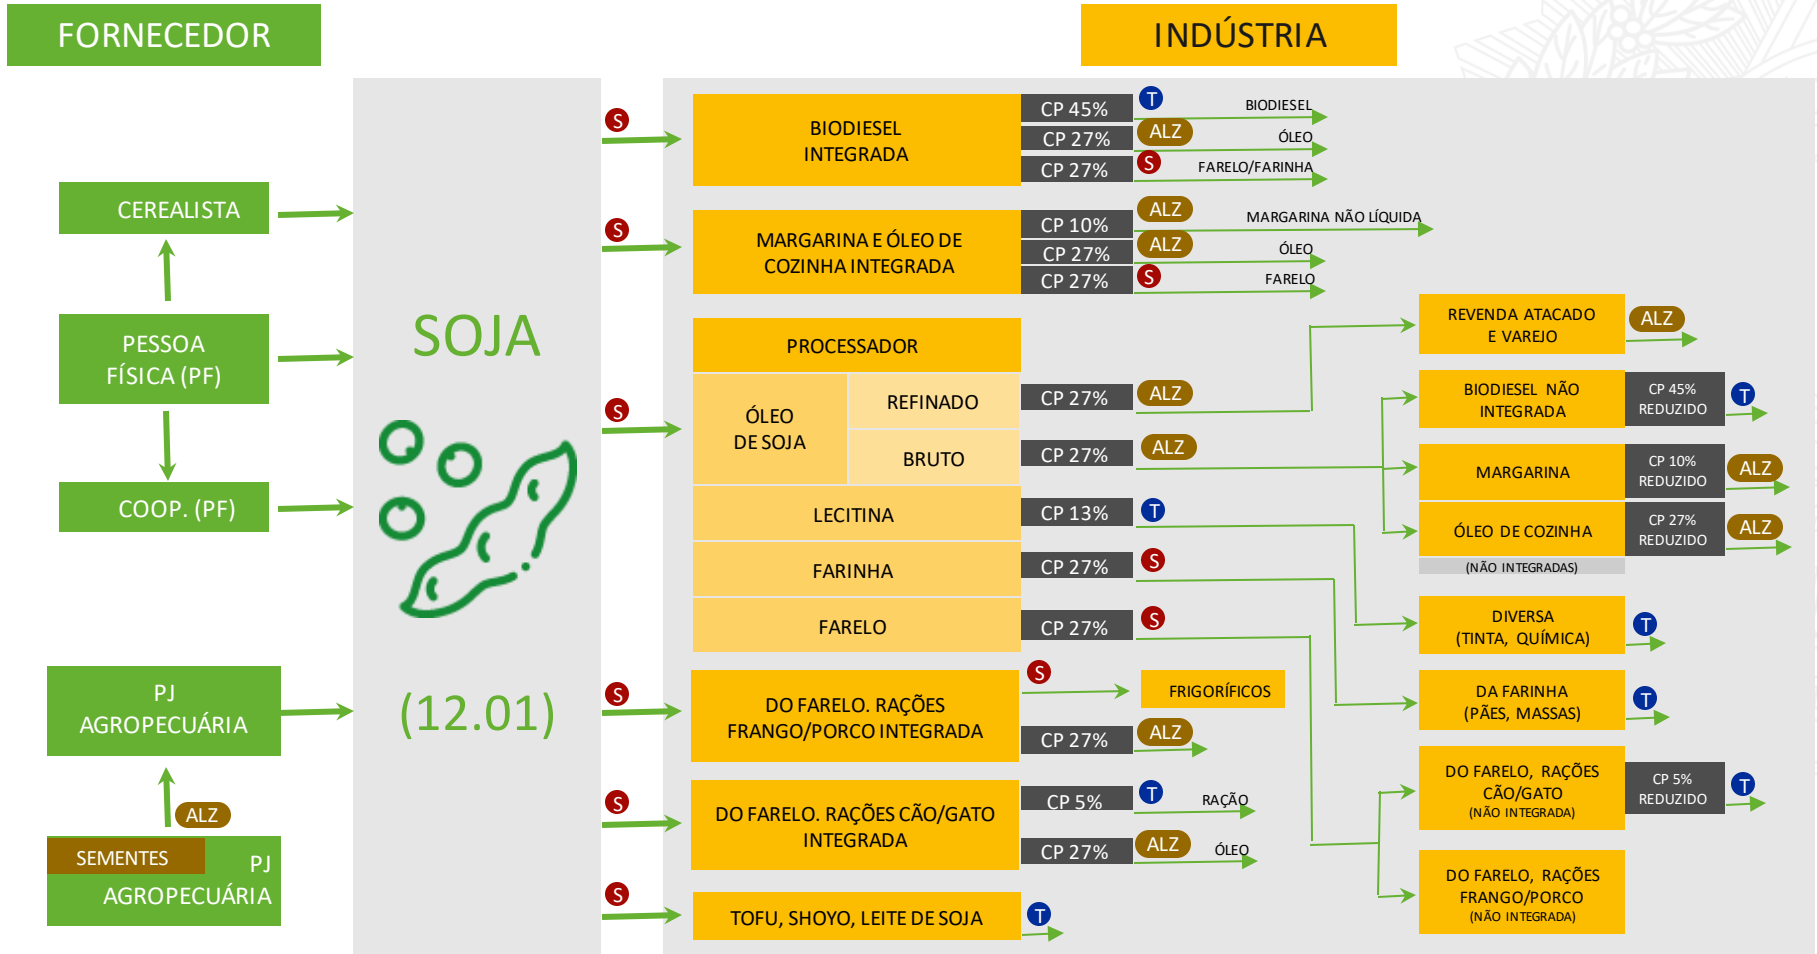 FORNECEDOR
INDÚSTRIA
CEREALISTA
PESSOA
FÍSICA (PF)
COOP. (PF)
PJ
AGROPECUÁRIA
ALZ
SEMENTES
PJ
AGROPECUÁRIA
SOJA
(12.01)
S
BIODIESEL
INTEGRADA
CP 45%
T
BIODIESEL
CP 27%
ALZ
ÓLEO
CP 27%
S
FARELO/FARINHA
S
MARGARINA E ÓLEO DE
COZINHA INTEGRADA
CP 10%
ALZ
MARGARINA NÃO LÍQUIDA
CP 27%
ALZ
ÓLEO
CP 27%
S
FARELO
S
PROCESSADOR
ÓLEO
DE SOJA
REFINADO
CP 27%
ALZ
BRUTO
CP 27%
ALZ
LECITINA
CP 13%
T
FARINHA
CP 27%
S
FARELO
CP 27%
S
S
DO FARELO. RAÇÕES
FRANGO/PORCO INTEGRADA
S
FRIGORÍFICOS
CP 27%
ALZ
S
DO FARELO. RAÇÕES CÃO/GATO
INTEGRADA
CP 5%
T
RAÇÃO
CP 27%
ALZ
ÓLEO
S
TOFU, SHOYO, LEITE DE SOJA
T
REVENDA ATACADO
E VAREJO
ALZ
BIODIESEL NÃO
INTEGRADA
CP 45%
REDUZIDO
T
MARGARINA
CP 10%
REDUZIDO
ALZ
ÓLEO DE COZINHA
CP 27%
REDUZIDO
ALZ
(NÃO INTEGRADAS)
DIVERSA
(TINTA, QUÍMICA)
T
DA FARINHA
(PÃES, MASSAS)
T
DO FARELO, RAÇÕES
CÃO/GATO
(NÃO INTEGRADA)
CP 5%
REDUZIDO
T
DO FARELO, RAÇÕES
FRANGO/PORCO
(NÃO INTEGRADA)